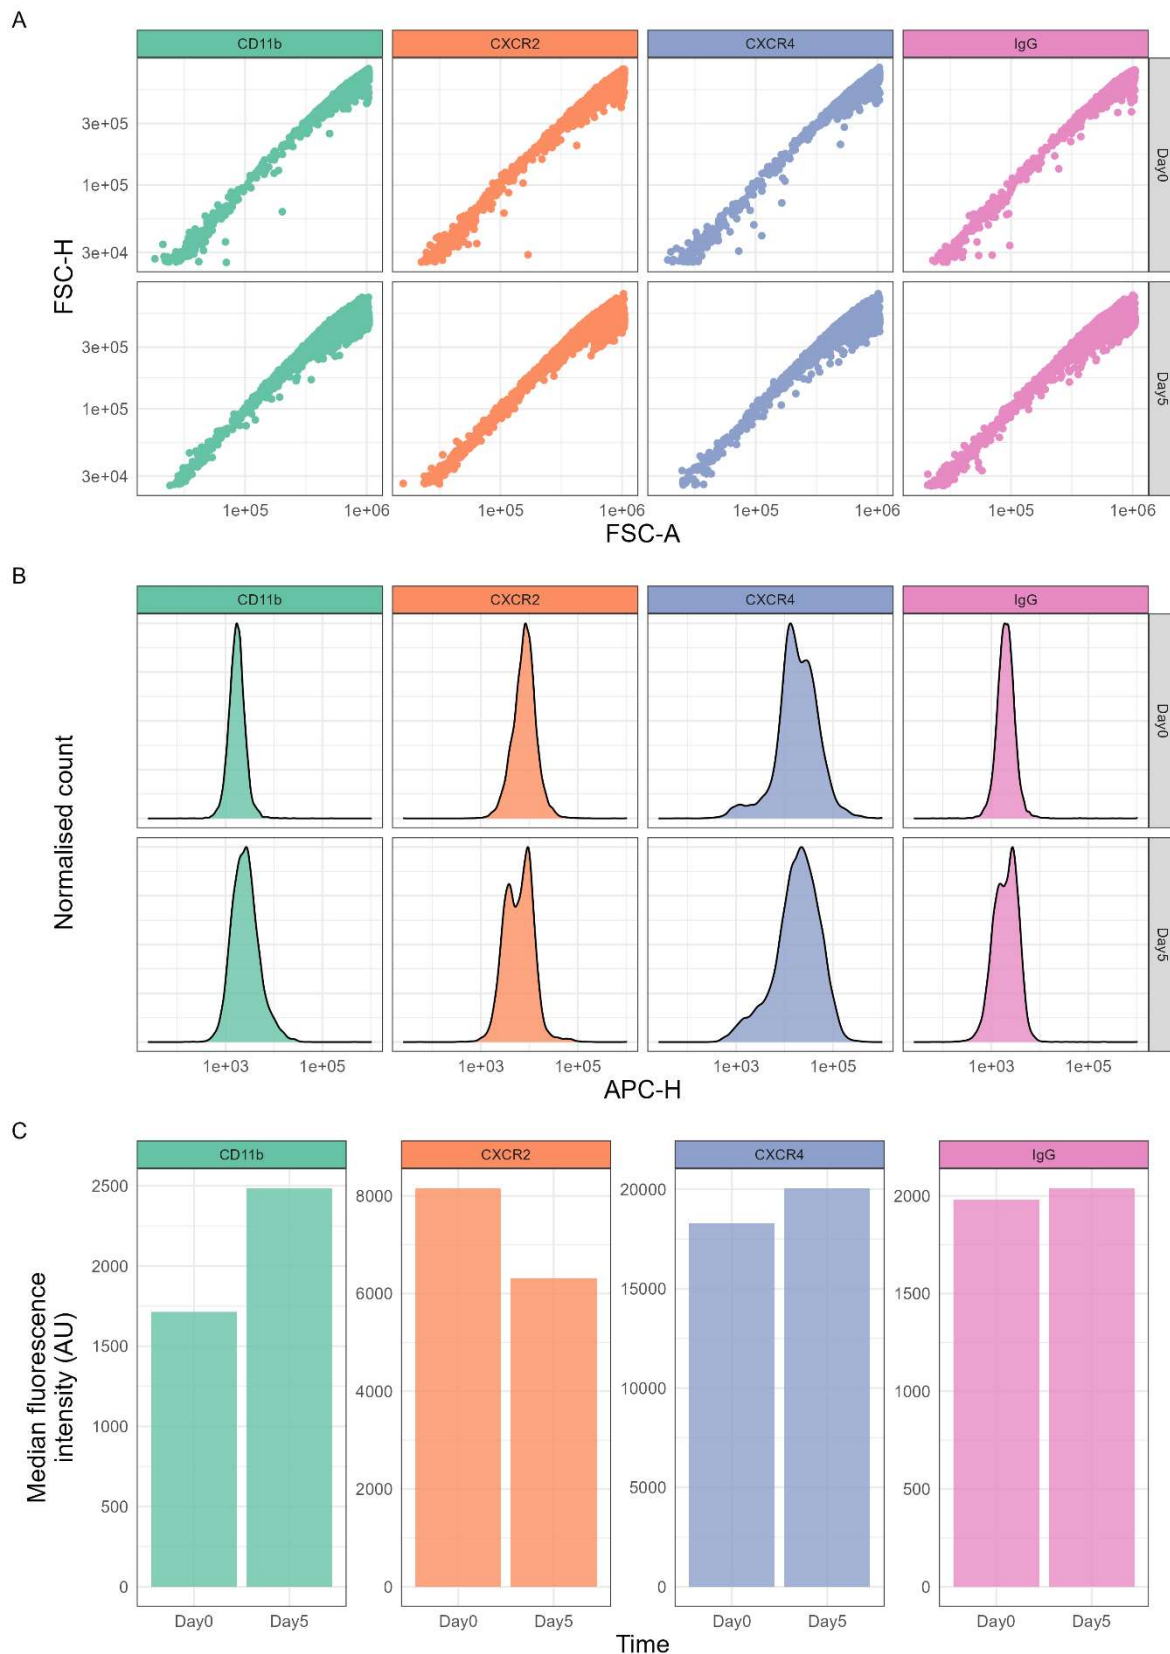 A
CD11b CXCR2 CXCR4 IgG
3e+05
1e+05
3e+04
Day0
FSC-H
3e+05
1e+05
3e+04
Day5
1e+05 1e+06 1e+05 1e+06 1e+05 1e+06 1e+05 1e+06
FSC-A
B
CD11b CXCR2 CXCR4 IgG
Day0
Normalised count
Day5
1e+03 1e+05 1e+03 1e+05 1e+03 1e+05 1e+03 1e+05
APC-H
C
CD11b CXCR2 CXCR4 IgG
Median fluorescence
intensity (AU)
2500
2000
1500
1000
500
0
8000
6000
4000
2000
0
20000
15000
10000
5000
0
2000
1500
1000
500
0
Day0 Day5 Day0 Day5 Day0 Day5 Day0 Day5
Time